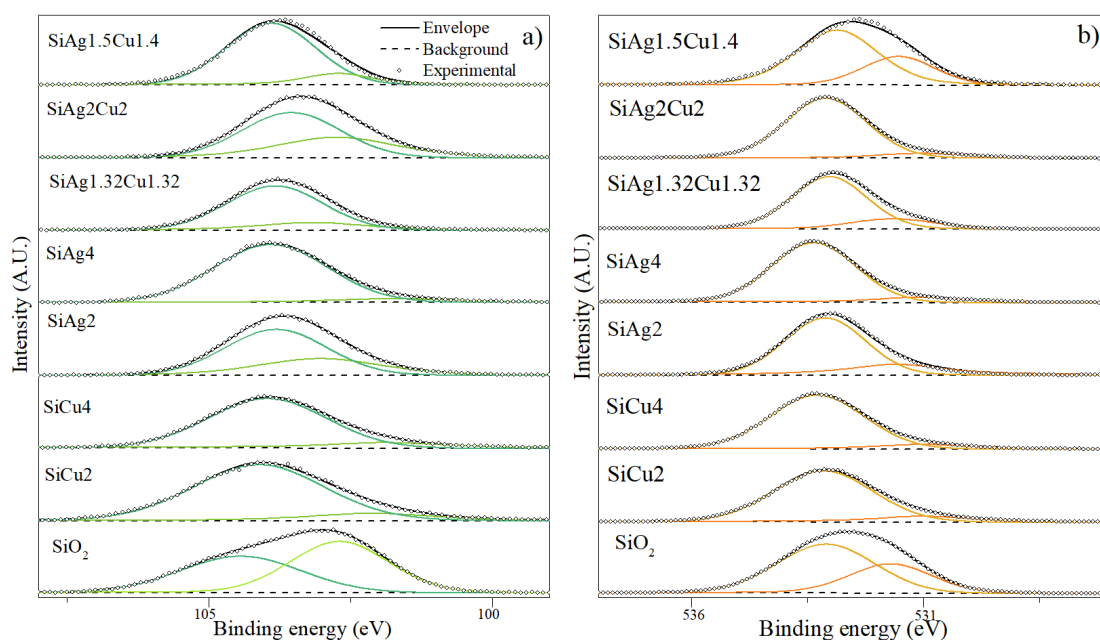 SiAg1.5Cu1.4
Envelope
Background
Experimental
a)
SiAg2Cu2
SiAg1.32Cu1.32
SiAg4
SiAg2
SiCu4
SiCu2
SiO₂
Intensity (A.U.)
105
100
Binding energy (eV)
SiAg1.5Cu1.4
b)
SiAg2Cu2
SiAg1.32Cu1.32
SiAg4
SiAg2
SiCu4
SiCu2
SiO₂
Intensity (A.U.)
536
531
Binding energy (eV)